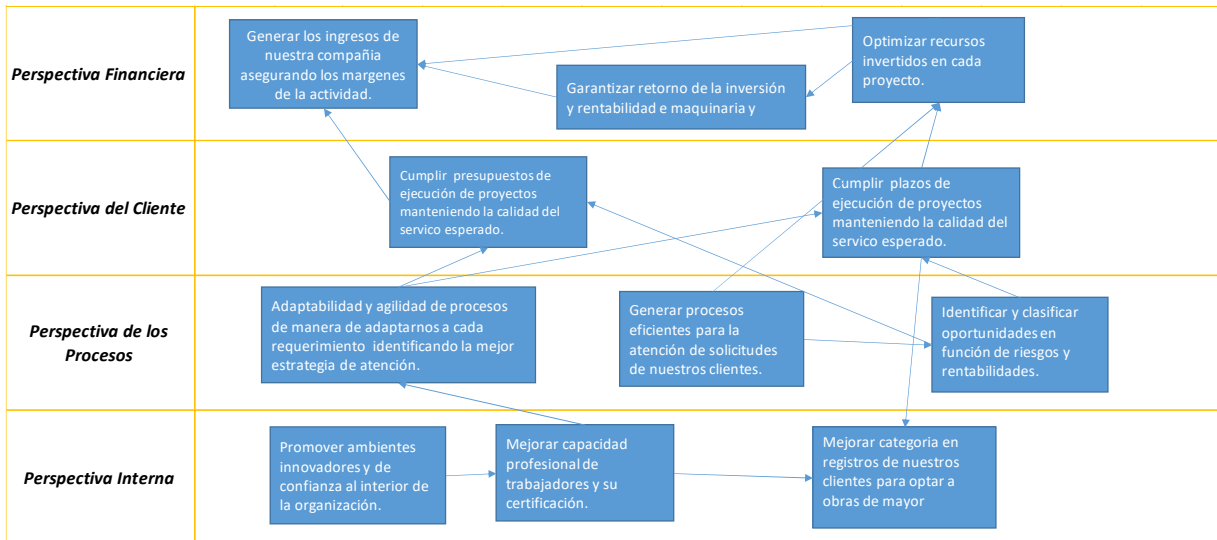 Perspectiva Financiera
Generar los ingresos de
nuestra compañia
asegurando los margenes
de la actividad.
Garantizar retorno de la inversión
y rentabilidad e maquinaria y
Optimizar recursos
invertidos en cada
proyecto.
Perspectiva del Cliente
Cumplir presupuestos de
ejecución de proyectos
manteniendo la calidad del
servico esperado.
Cumplir plazos de
ejecución de proyectos
manteniendo la calidad del
servico esperado.
Perspectiva de los
Procesos
Adaptabilidad y agilidad de procesos
de manera de adaptarnos a cada
requerimiento identificando la mejor
estrategia de atención.
Generar procesos
eficientes para la
atención de solicitudes
de nuestros clientes.
Identificar y clasificar
oportunidades en
función de riesgos y
rentabilidades.
Perspectiva Interna
Promover ambientes
innovadores y de
confianza al interior de
la organización.
Mejorar capacidad
profesional de
trabajadores y su
certificación.
Mejorar categoria en
registros de nuestros
clientes para optar a
obras de mayor